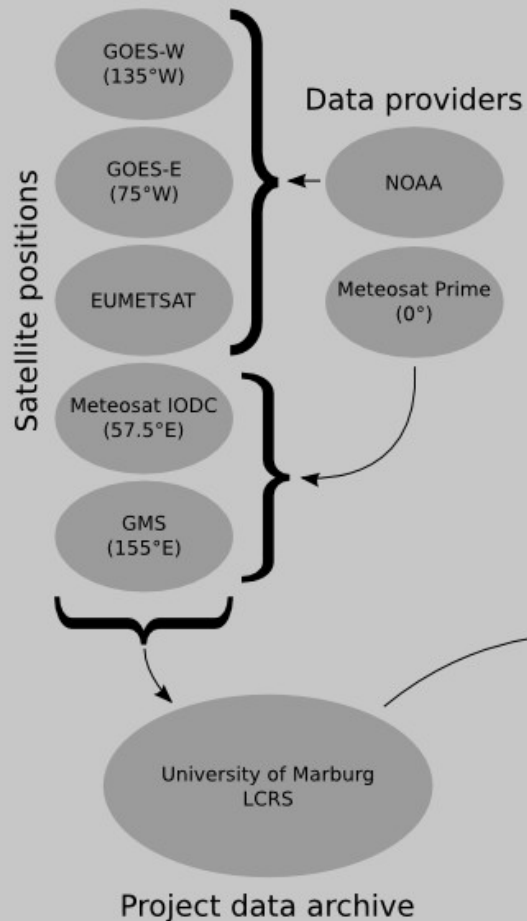 Satellite positions
GOES-W
(135°W)
GOES-E
(75°W)
EUMETSAT
Meteosat IODC
(57.5°E)
GMS
(155°E)
Data providers
NOAA
Meteosat Prime
(0°)
University of Marburg
LCRS
Project data archive